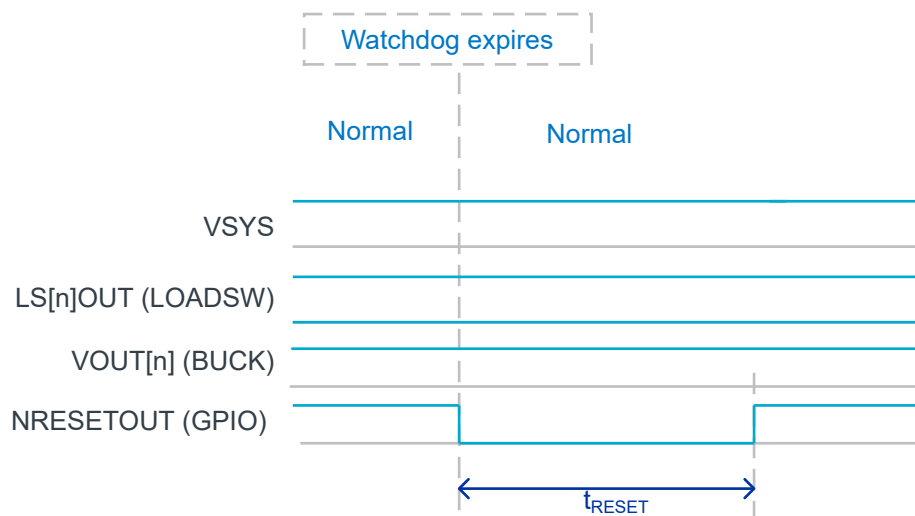 Watchdog expires
Normal
Normal
VSYS
LS[n]OUT (LOADSW)
VOUT[n] (BUCK)
NRESETOUT (GPIO)
tRESET